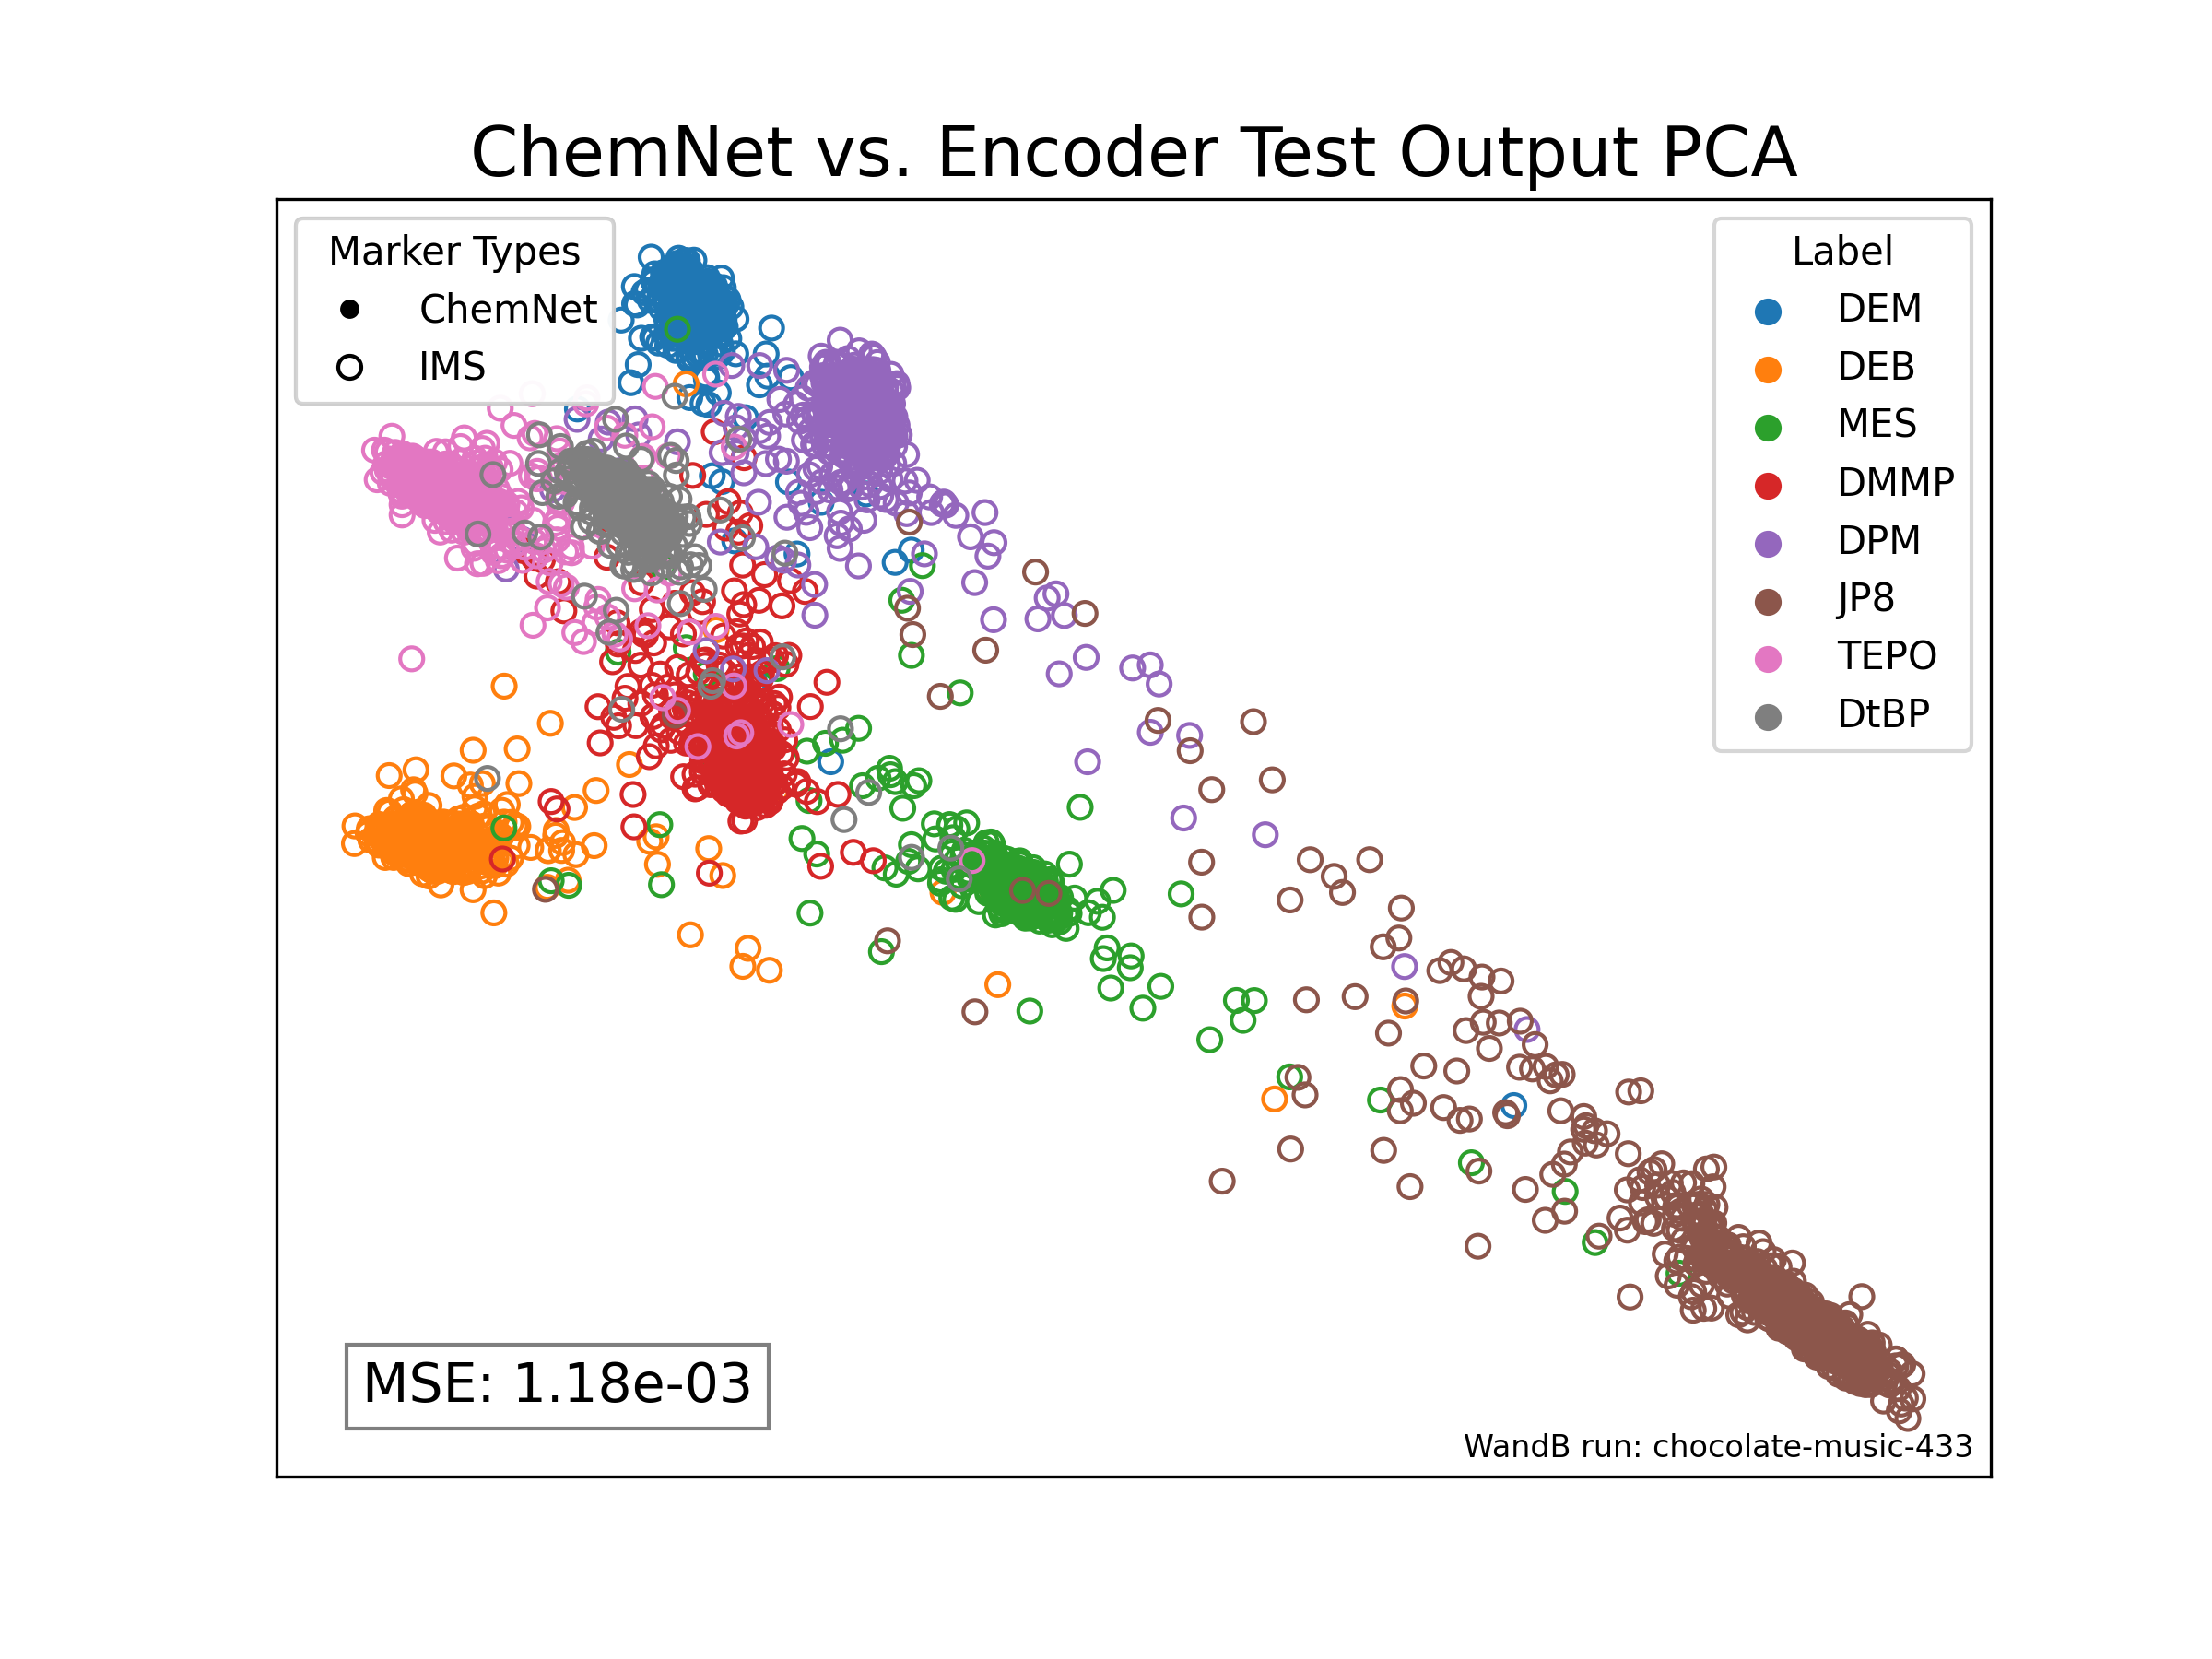 ChemNet vs. Encoder Test Output PCA
Marker Types
ChemNet
IMS
Label
DEM
DEB
MES
DMMP
DPM
JP8
TEPO
DtBP
MSE: 1.18e-03
WandB run: chocolate-music-433